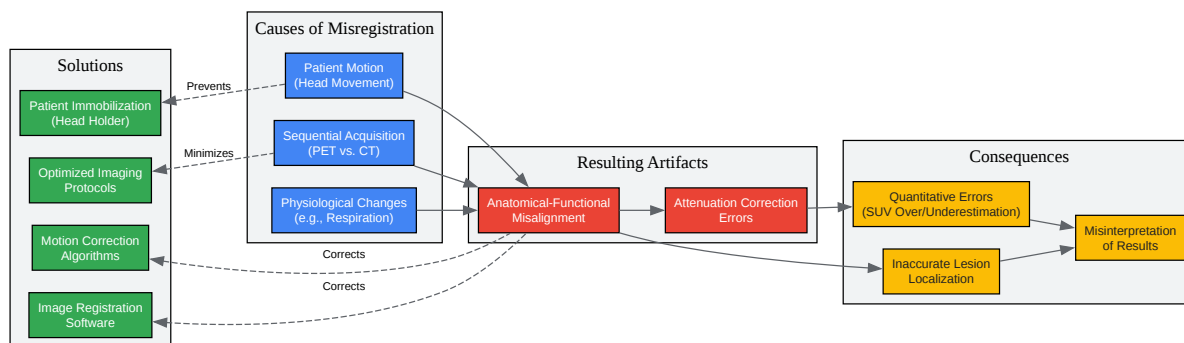 Solutions
Patient Immobilization
(Head Holder)
Optimized Imaging
Protocols
Motion Correction
Algorithms
Image Registration
Software
Prevents
Minimizes
Corrects
Corrects
Causes of Misregistration
Patient Motion
(Head Movement)
Sequential Acquisition
(PET vs. CT)
Physiological Changes
(e.g., Respiration)
Resulting Artifacts
Anatomical-Functional
Misalignment
Attenuation Correction
Errors
Consequences
Quantitative Errors
(SUV Over/Underestimation)
Inaccurate Lesion
Localization
Misinterpretation
of Results